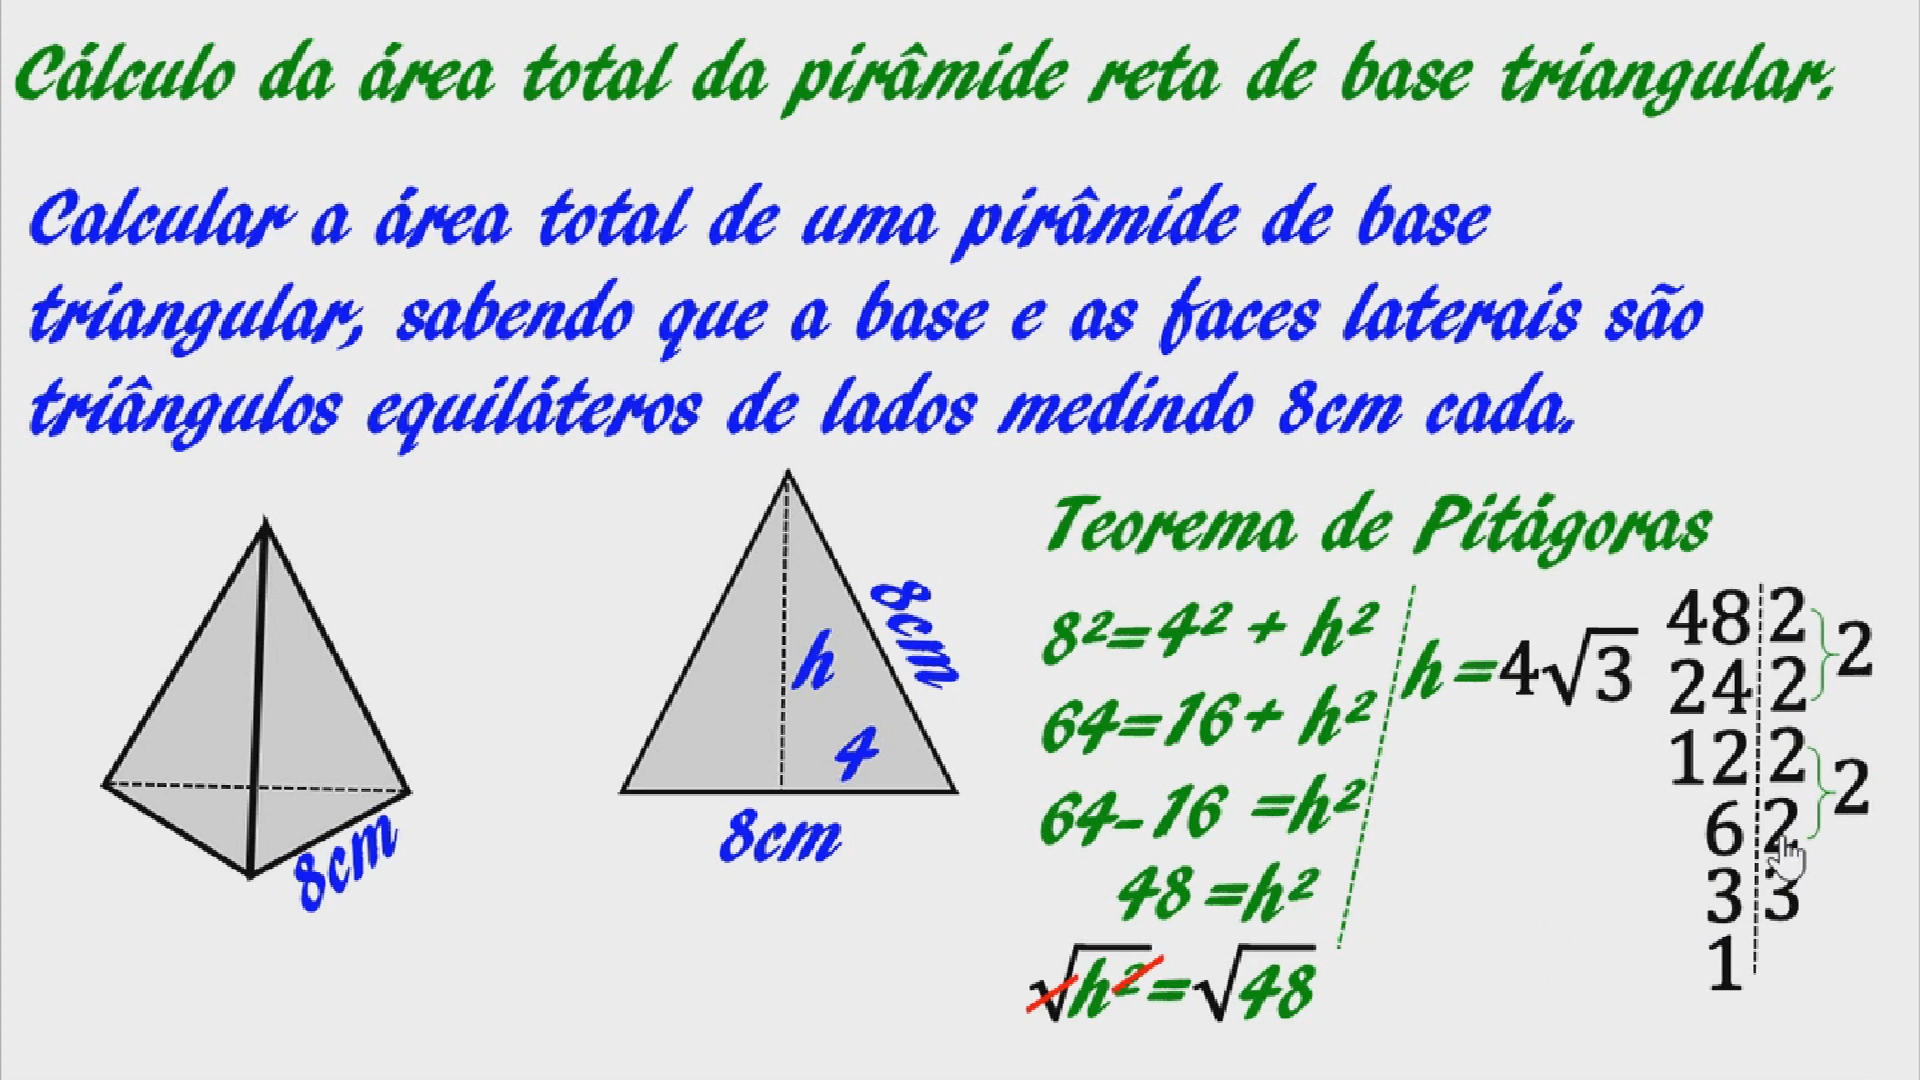 Cálculo da área total da pirâmide reta de base triangular.
Calcular a área total de uma pirâmide de base
triangular, sabendo que a base e as faces laterais são
triângulos equiláteros de lados medindo 8cm cada.
8cm
h
4
8cm
8cm
Teorema de Pitágoras
8²=4² + h²
64=16+ h²
64-16 =h²
48 =h²
√h²=√48
h=4√3
48 2
24 2
12 2
6 2
3 3
1
2
2